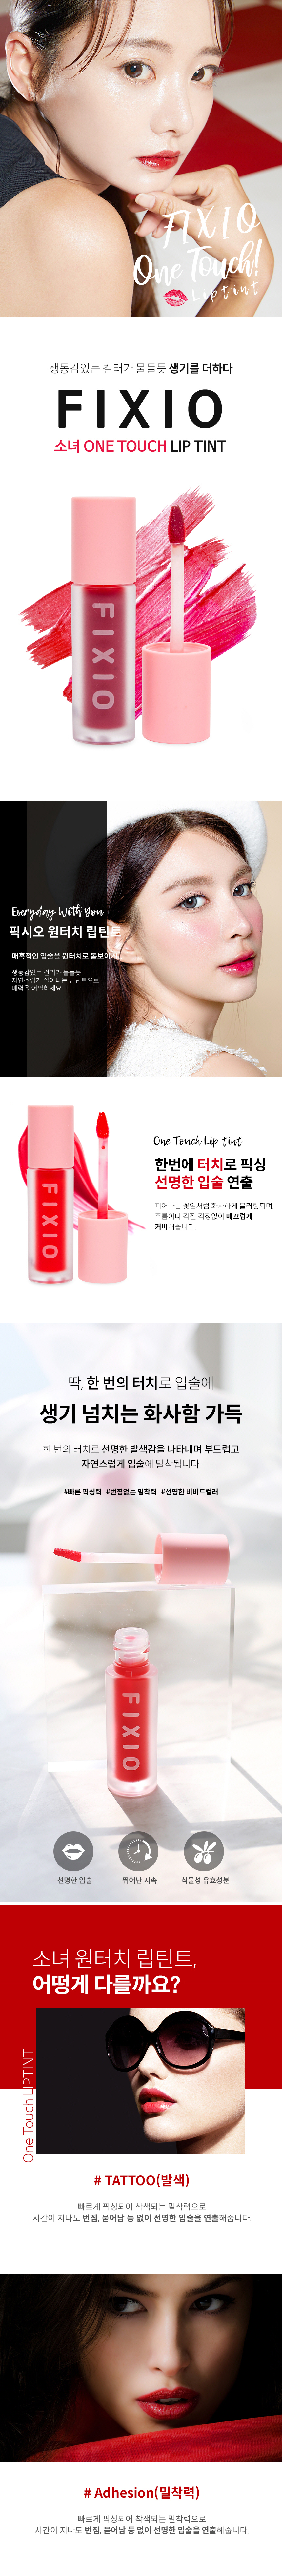 FIXIO
One Touch!
Liptint
생동감있는 컬러가 물들듯 생기를 더하다
FIXIO
소녀 ONE TOUCH LIP TINT
FIXIO
Everyday With You
픽시오 원터치 립틴트
매혹적인 입술을 원터치로 돋보이
생동감있는 컬러가 물들듯
자연스럽게 살아나는 립틴트으로
매력을 어필하세요.
FIXIO
One Touch Lip tint
한번에 터치로 픽싱
선명한 입술 연출
피어나는 꽃잎처럼 화사하게 블러링되며,
주름이나 각질 걱정없이 매끄럽게
커버해줍니다.
딱, 한 번의 터치로 입술에
생기 넘치는 화사함 가득
한 번의 터치로 선명한 발색감을 나타내며 부드럽고
자연스럽게 입술에 밀착됩니다.
#빠른 픽싱력 #번짐없는 밀착력 #선명한 비비드컬러
FIXIO
선명한 입술
뛰어난 지속
식물성 유효성분
소녀 원터치 립틴트,
어떻게 다를까요?
One Touch LIPTINT
# TATTOO(발색)
빠르게 픽싱되어 착색되는 밀착력으로
시간이 지나도 번짐, 묻어남 등 없이 선명한 입술을 연출해줍니다.
# Adhesion(밀착력)
빠르게 픽싱되어 착색되는 밀착력으로
시간이 지나도 번짐, 묻어남 등 없이 선명한 입술을 연출해줍니다.